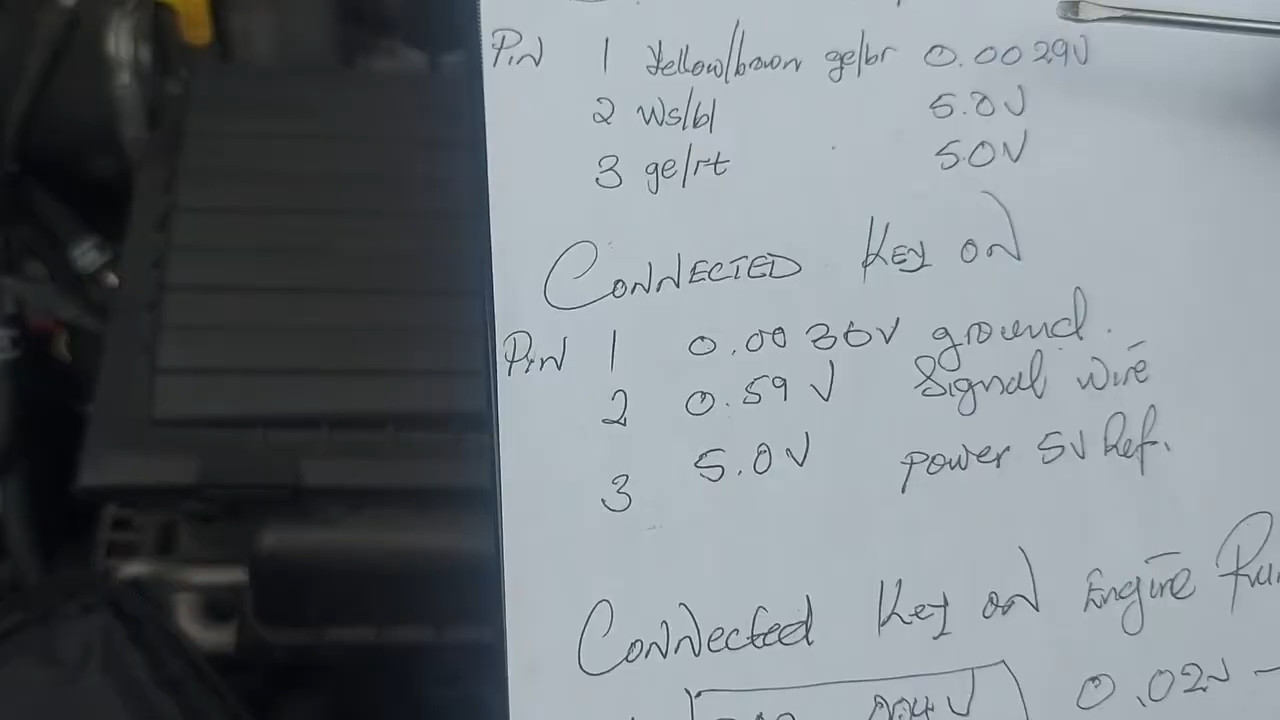 Pin 1 Yellow/brown ge/br 0.0029V
2 Ws/bl 5.0V
3 ge/rt 5.0V
CONNECTED KEY ON
Pin 1 0.0036V ground.
2 0.59V Signal Wire
3 5.0V power 5V Ref.
Connected Key on Engine
0.02V